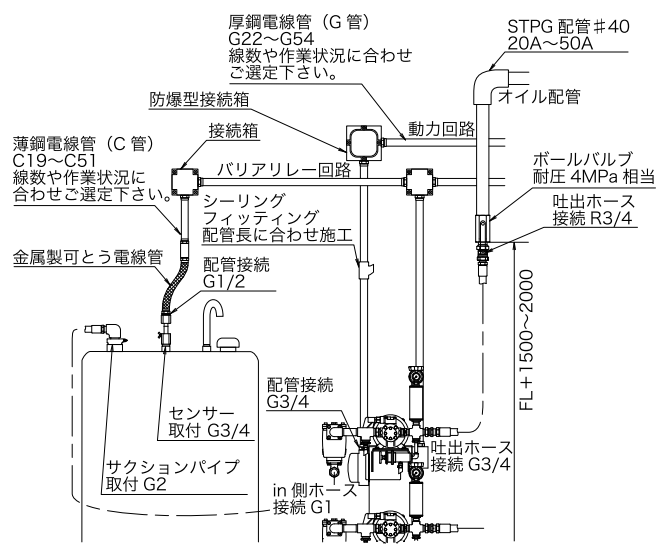 厚鋼電線管（G 管）
G22～G54
線数や作業状況に合わせ
ご選定下さい。
STPG 配管♯40
20A～50A
オイル配管
防爆型接続箱
動力回路
薄鋼電線管（C 管）
C19～C51
線数や作業状況に
合わせご選定下さい。
接続箱
バリアリレー回路
ボールバルブ
耐圧 4MPa 相当
シーリング
フィッティング
配管長に合わせ施工
吐出ホース
接続 R3/4
金属製可とう電線管
配管接続
G1/2
FL＋1500～2000
配管接続
G3/4
センサー
取付 G3/4
吐出ホース
接続 G3/4
サクションパイプ
取付 G2
in 側ホース
接続 G1